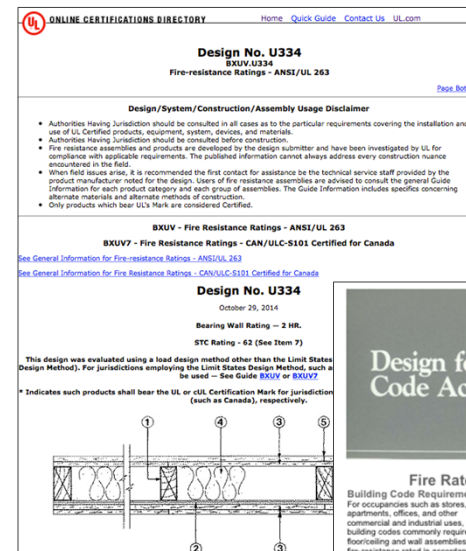 UL ONLINE CERTIFICATIONS DIRECTORY
Home Quick Guide Contact Us UL.com
Design No. U334
BXUV.U334
Fire-resistance Ratings - ANSI/UL 263
Page Bot
Design/System/Construction/Assembly Usage Disclaimer
• Authorities Having Jurisdiction should be consulted in all cases as to the particular requirements covering the installation and
use of UL Certified products, equipment, system, devices, and materials.
• Authorities Having Jurisdiction should be consulted before construction.
• Fire resistance assemblies and products are developed by the design submitter and have been investigated by UL for
compliance with applicable requirements. The published information cannot always address every construction nuance
encountered in the field.
• When field issues arise, it is recommended the first contact for assistance be the technical service staff provided by the
product manufacturer noted for the design. Users of fire resistance assemblies are advised to consult the general Guide
Information for each product category and each group of assemblies. The Guide Information includes specifics concerning
alternate materials and alternate methods of construction.
• Only products which bear UL's Mark are considered Certified.
BXUV - Fire Resistance Ratings - ANSI/UL 263
BXUV7 - Fire Resistance Ratings - CAN/ULC-S101 Certified for Canada
See General Information for Fire-resistance Ratings - ANSI/UL 263
See General Information for Fire Resistance Ratings - CAN/ULC-S101 Certified for Canada
Design No. U334
October 29, 2014
Bearing Wall Rating — 2 HR.
STC Rating - 62 (See Item 7)
This design was evaluated using a load design method other than the Limit States
Design Method). For jurisdictions employing the Limit States Design Method, such a
be used — See Guide BXUV or BXUV7
* Indicates such products shall bear the UL or cUL Certification Mark for jurisdiction
(such as Canada), respectively.
1 4 3 5
2 3
Design fo
Code Ac
Fire Rate
Building Code Requireme
For occupancies such as stores,
apartments, offices, and other
commercial and industrial uses,
building codes commonly require
floor/ceiling and wall assemblies